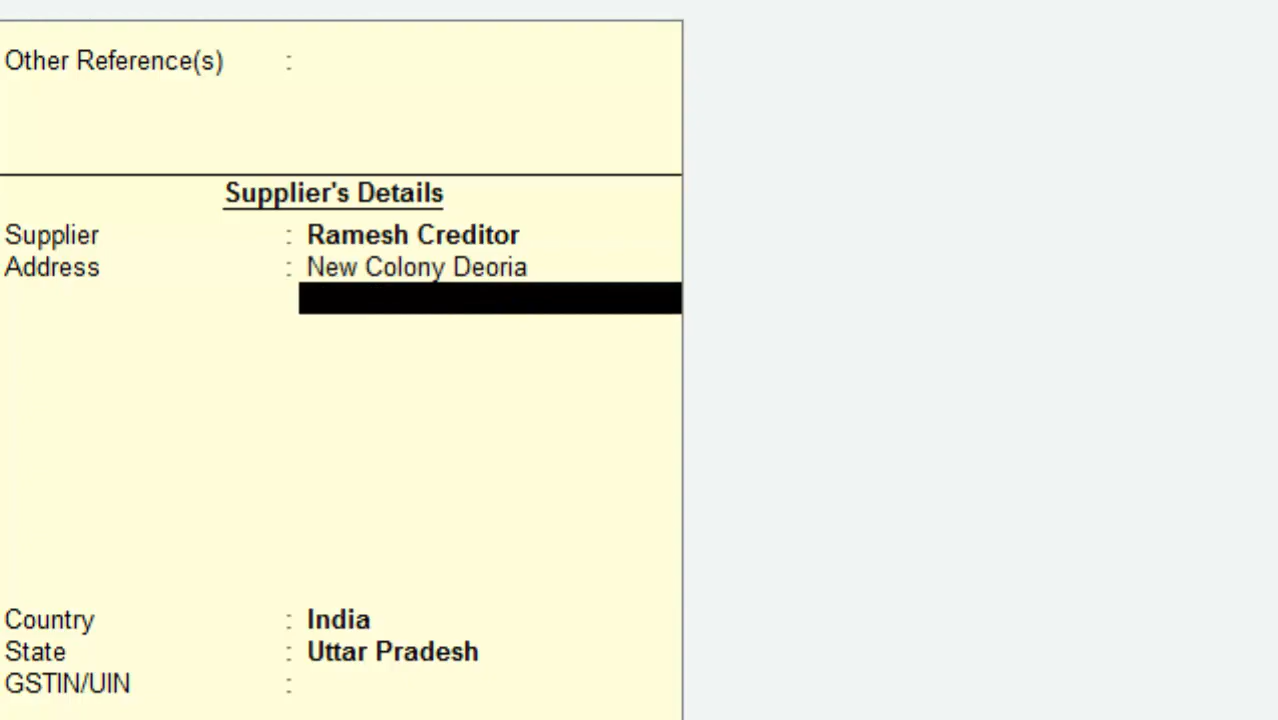 Other Reference(s) :
Supplier's Details
Supplier : Ramesh Creditor
Address : New Colony Deoria
Country : India
State : Uttar Pradesh
GSTIN/UIN :